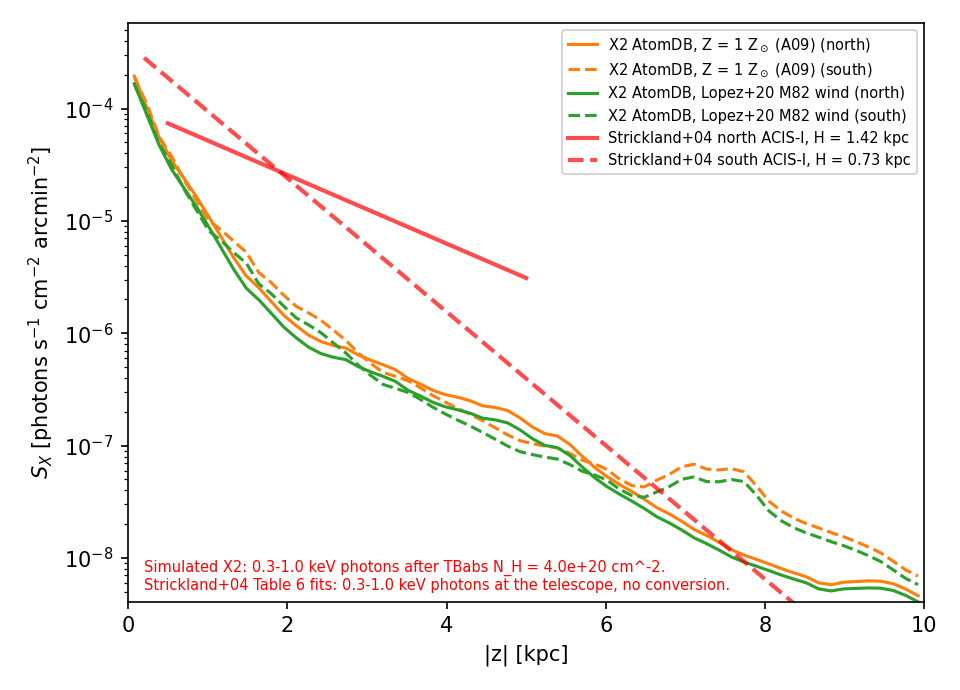 X2 AtomDB, Z = 1 Z⊙ (A09) (north)
X2 AtomDB, Z = 1 Z⊙ (A09) (south)
X2 AtomDB, Lopez+20 M82 wind (north)
X2 AtomDB, Lopez+20 M82 wind (south)
Strickland+04 north ACIS-I, H = 1.42 kpc
Strickland+04 south ACIS-I, H = 0.73 kpc
10⁻⁴
10⁻⁵
10⁻⁶
10⁻⁷
10⁻⁸
S_X [photons s⁻¹ cm⁻² arcmin⁻²]
Simulated X2: 0.3-1.0 keV photons after TBabs N_H = 4.0e+20 cm^-2.
Strickland+04 Table 6 fits: 0.3-1.0 keV photons at the telescope, no conversion.
0 2 4 6 8 10
|z| [kpc]